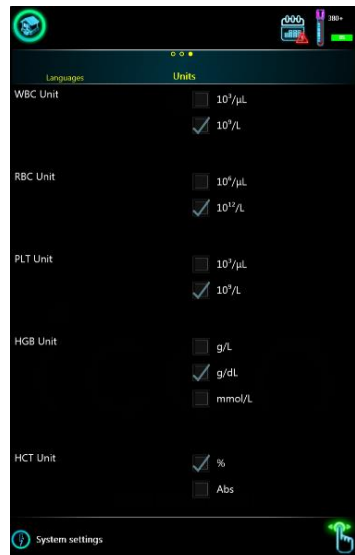 380+
Languages Units
WBC Unit 10³/µL
10⁹/L
RBC Unit 10⁶/µL
10¹²/L
PLT Unit 10³/µL
10⁹/L
HGB Unit g/L
g/dL
mmol/L
HCT Unit %
Abs
System settings